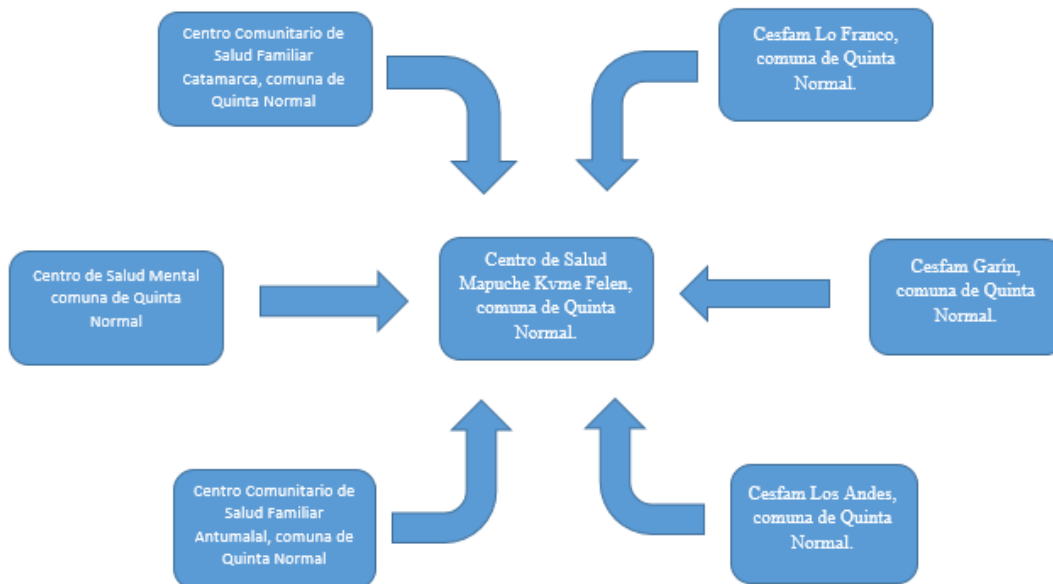 Centro Comunitario de
Salud Familiar
Catamarca, comuna de
Quinta Normal
Cesfam Lo Franco,
comuna de Quinta
Normal.
Centro de Salud Mental
comuna de Quinta
Normal
Centro de Salud
Mapuche Kvme Felen,
comuna de Quinta
Normal.
Cesfam Garín,
comuna de Quinta
Normal.
Centro Comunitario de
Salud Familiar
Antumalal, comuna de
Quinta Normal
Cesfam Los Andes,
comuna de Quinta
Normal.